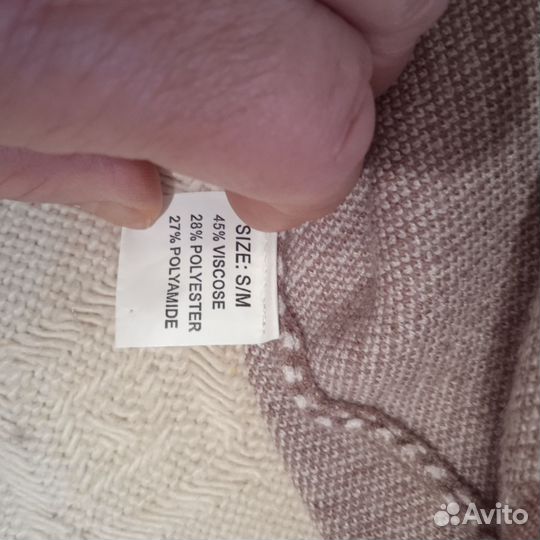 SIZE: S/M
45% VISCOSE
28% POLYESTER
27% POLYAMIDE
Avito